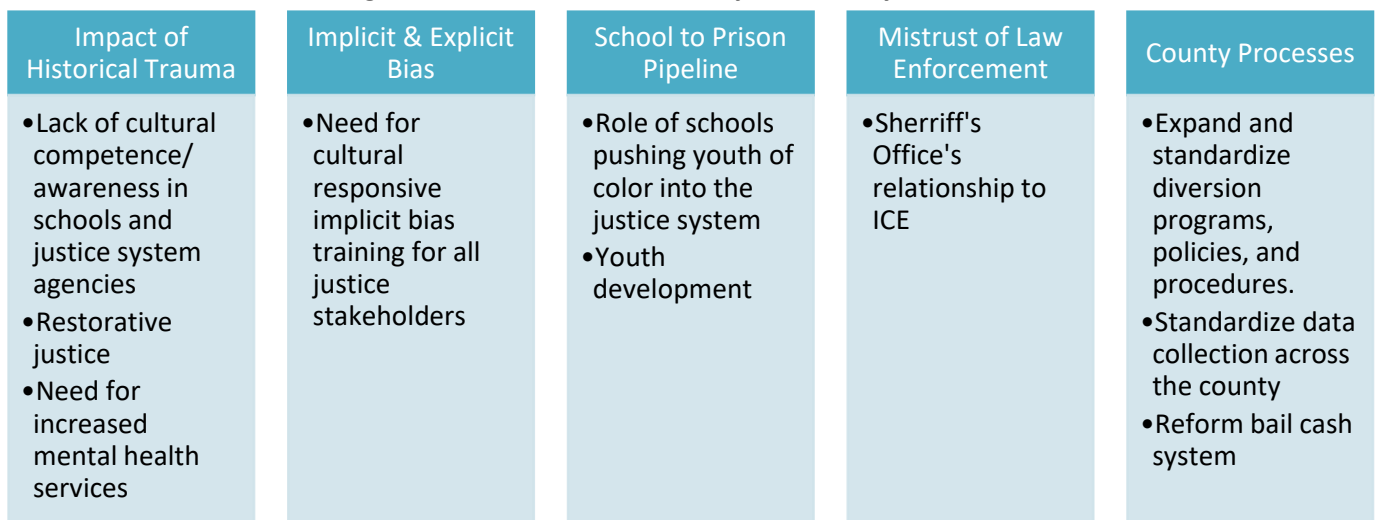 Impact of
Historical Trauma
•Lack of cultural
competence/
awareness in
schools and
justice system
agencies
•Restorative
justice
•Need for
increased
mental health
services
Implicit & Explicit
Bias
•Need for
cultural
responsive
implicit bias
training for all
justice
stakeholders
School to Prison
Pipeline
•Role of schools
pushing youth of
color into the
justice system
•Youth
development
Mistrust of Law
Enforcement
•Sherriff's
Office's
relationship to
ICE
County Processes
•Expand and
standardize
diversion
programs,
policies, and
procedures.
•Standardize data
collection across
the county
•Reform bail cash
system